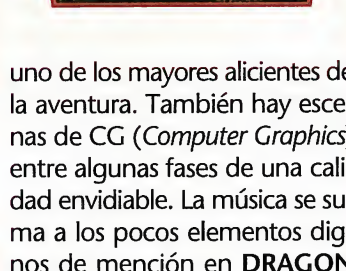 uno de los mayores alicientes de
la aventura. También hay esce
nas de CG (Computer Graphics)
entre algunas fases de una cali
dad envidiable. La música se su
ma a los pocos elementos dig
nos de mención en DRAGON